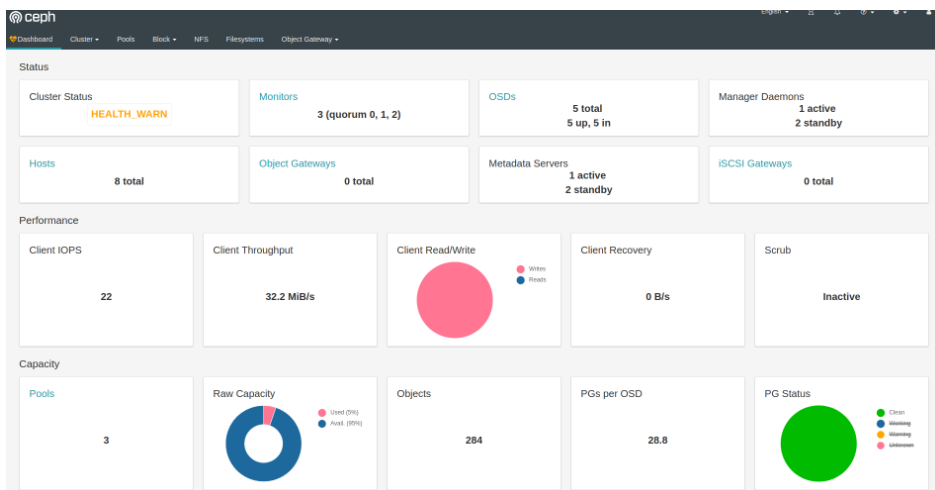 ceph
English
Dashboard Cluster Pools Block NFS Filesystems Object Gateway
Status
Cluster Status
HEALTH_WARN
Monitors
3 (quorum 0, 1, 2)
OSDs
5 total
5 up, 5 in
Manager Daemons
1 active
2 standby
Hosts
8 total
Object Gateways
0 total
Metadata Servers
1 active
2 standby
iSCSI Gateways
0 total
Performance
Client IOPS
22
Client Throughput
32.2 MiB/s
Client Read/Write
Writes
Reads
Client Recovery
0 B/s
Scrub
Inactive
Capacity
Pools
3
Raw Capacity
Used (5%)
Avail. (95%)
Objects
284
PGs per OSD
28.8
PG Status
Clean
Working
Warning
Unknown